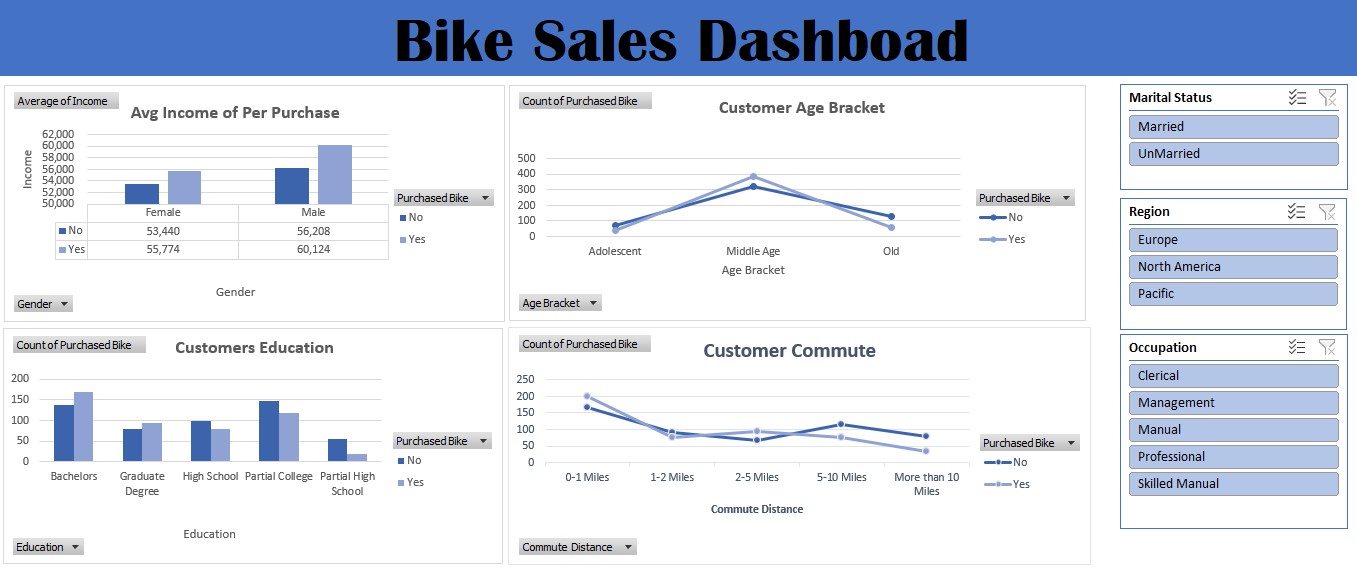 Bike Sales Dashboad
Average of Income
Avg Income of Per Purchase
Income
62,000
60,000
58,000
56,000
54,000
52,000
50,000
Female Male
No 53,440 56,208
Yes 55,774 60,124
Gender
Purchased Bike
No
Yes
Gender
Count of Purchased Bike
Customer Age Bracket
500
400
300
200
100
0
Adolescent Middle Age Old
Age Bracket
Purchased Bike
No
Yes
Age Bracket
Marital Status
Married
UnMarried
Region
Europe
North America
Pacific
Occupation
Clerical
Management
Manual
Professional
Skilled Manual
Count of Purchased Bike
Customers Education
200
150
100
50
0
Bachelors Graduate High School Partial College Partial High
Degree School
Education
Purchased Bike
No
Yes
Education
Count of Purchased Bike
Customer Commute
250
200
150
100
50
0
0-1 Miles 1-2 Miles 2-5 Miles 5-10 Miles More than 10
Miles
Commute Distance
Purchased Bike
No
Yes
Commute Distance